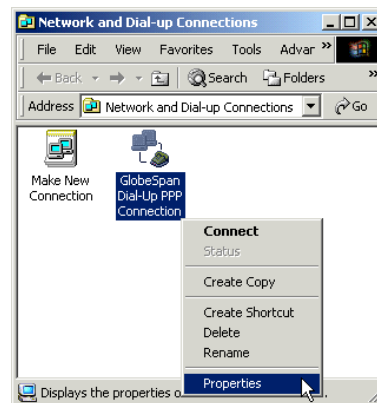 Network and Dial-up Connections
File Edit View Favorites Tools Advar »
Back Search Folders »
Address Network and Dial-up Connections Go
Make New
Connection
GlobeSpan
Dial-Up PPP
Connection
Connect
Status
Create Copy
Create Shortcut
Delete
Rename
Properties
Displays the properties o